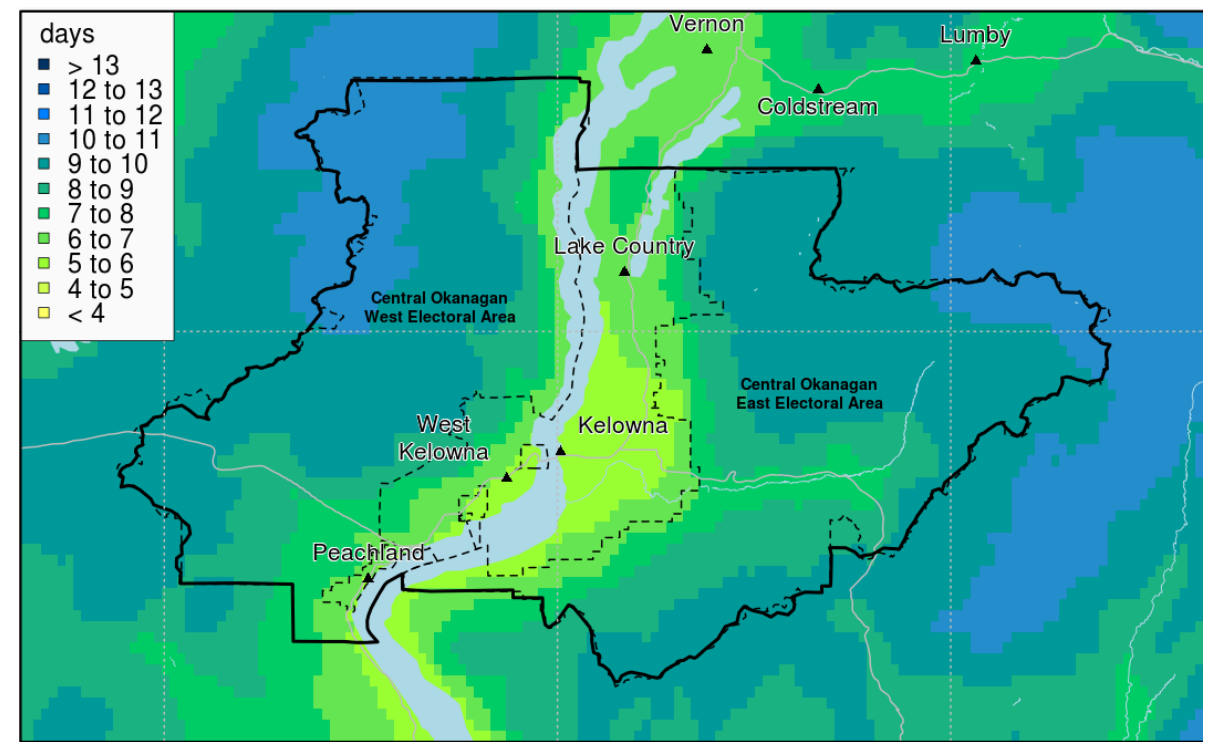 days
> 13
12 to 13
11 to 12
10 to 11
9 to 10
8 to 9
7 to 8
6 to 7
5 to 6
4 to 5
< 4
Vernon
Lumby
Coldstream
Lake Country
Central Okanagan
West Electoral Area
Central Okanagan
East Electoral Area
West
Kelowna
Kelowna
Peachland